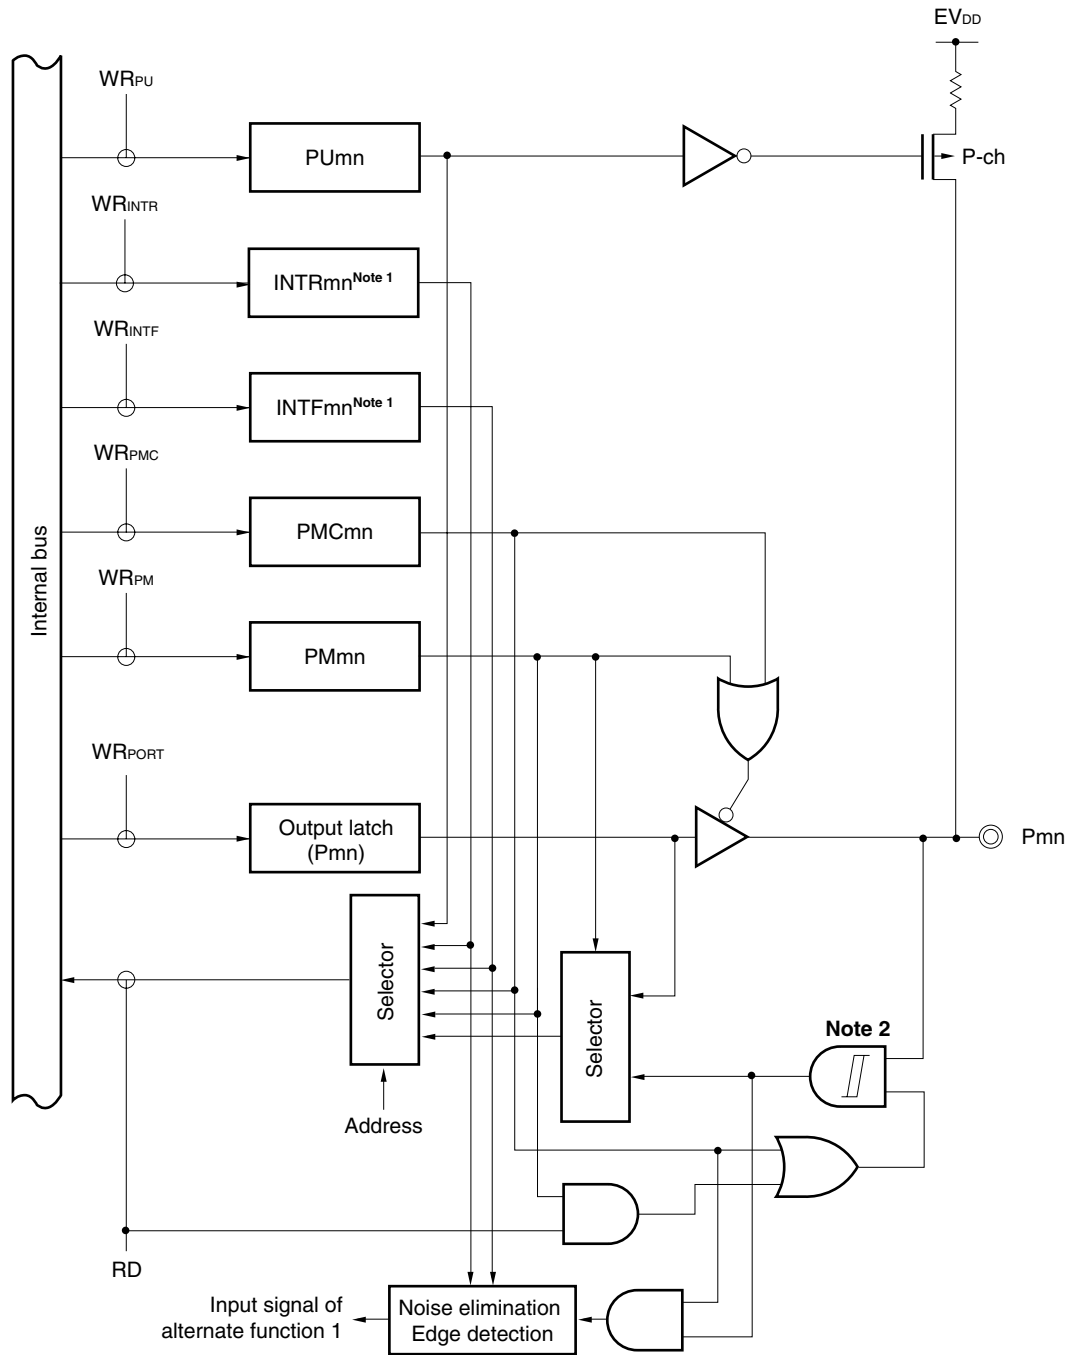 EVDD
WRPU
PUmn
P-ch
WRINTR
INTRmnNote 1
WRINTF
INTFmnNote 1
WRPMC
PMCmn
Internal bus
WRPM
PMmn
WRPORT
Output latch
(Pmn)
Pmn
Selector
Selector
Note 2
Address
RD
Input signal of
alternate function 1
Noise elimination
Edge detection